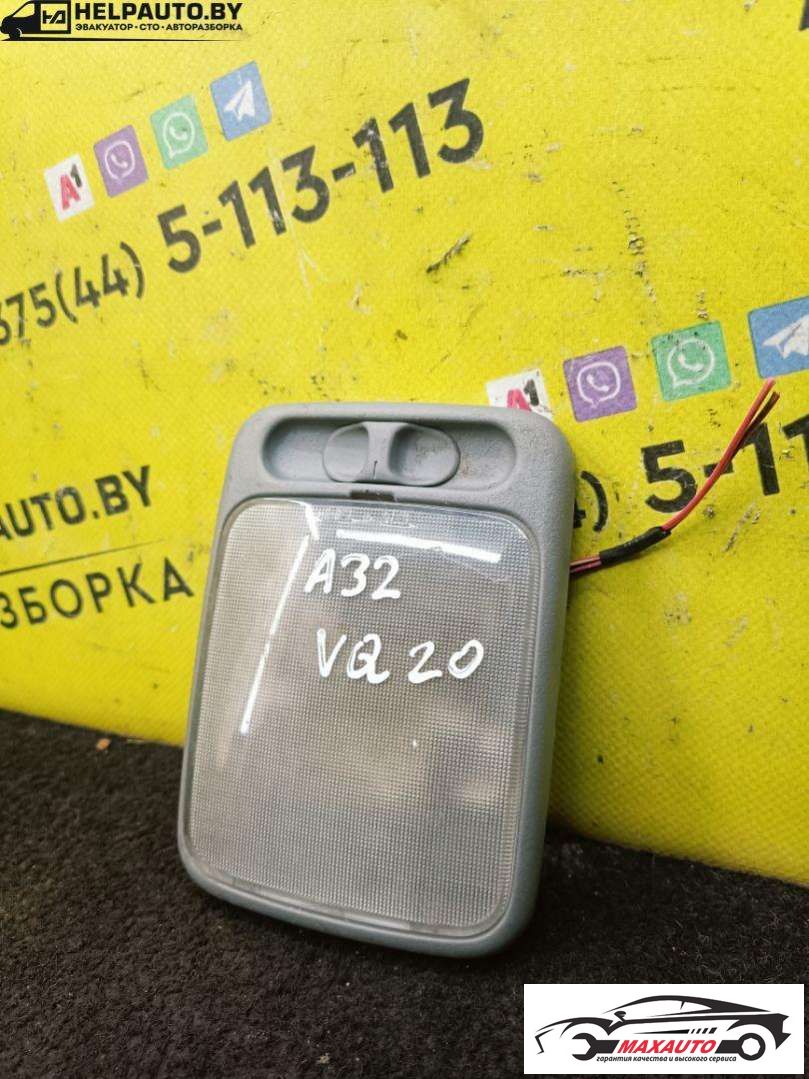 HELPAUTO.BY
ЭВАКУАТОР · СТО · АВТОРАЗБОРКА
A1
375(44) 5-113-113
A1
AUTO.BY
ЗБОРКА
) 5-11
A32
VQ 20
MAXAUTO
гарантия качества и высокого сервиса